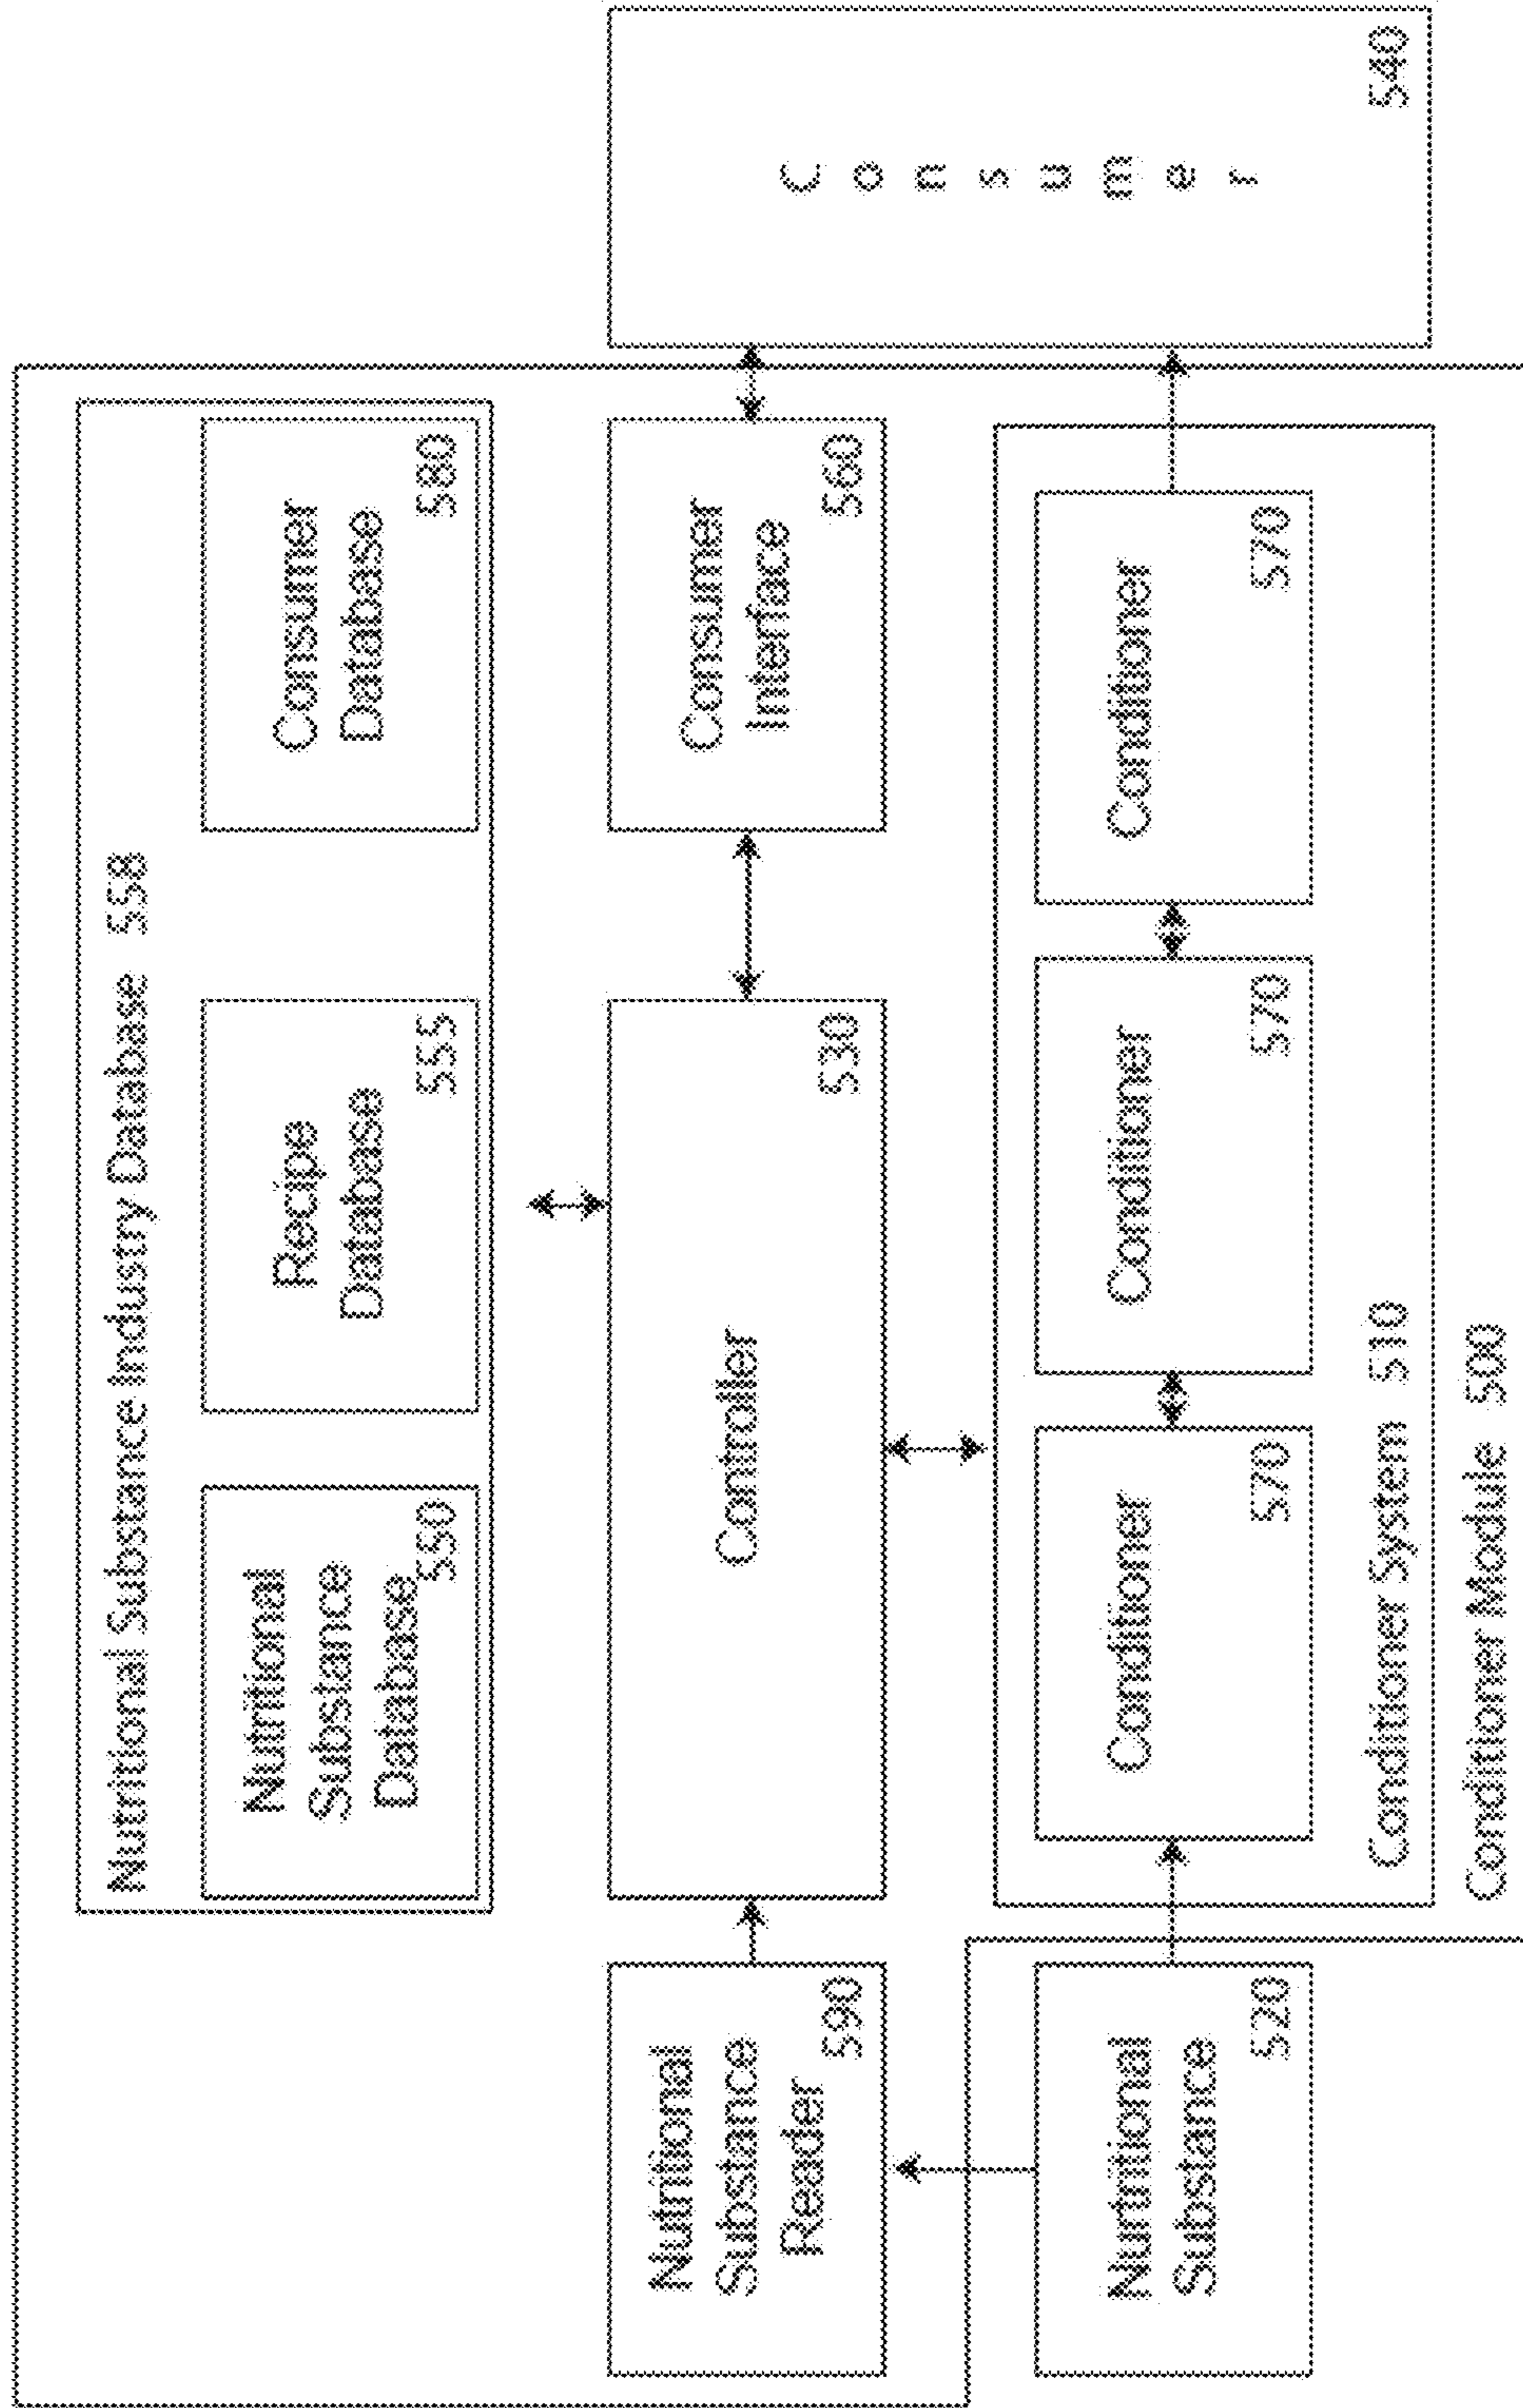 Nutritional Substance Industry Database 558
Nutritional
Substance
Database
550
Recipe
Database
555
Consumer
Database
580
Nutritional
Substance
Reader
590
Controller
530
Consumer
Interface
560
C
o
n
s
u
m
e
r
540
Nurtritional
Substance
520
Conditioner
570
Conditioner
570
Conditioner
570
Conditioner System 510
Conditioner Module 500